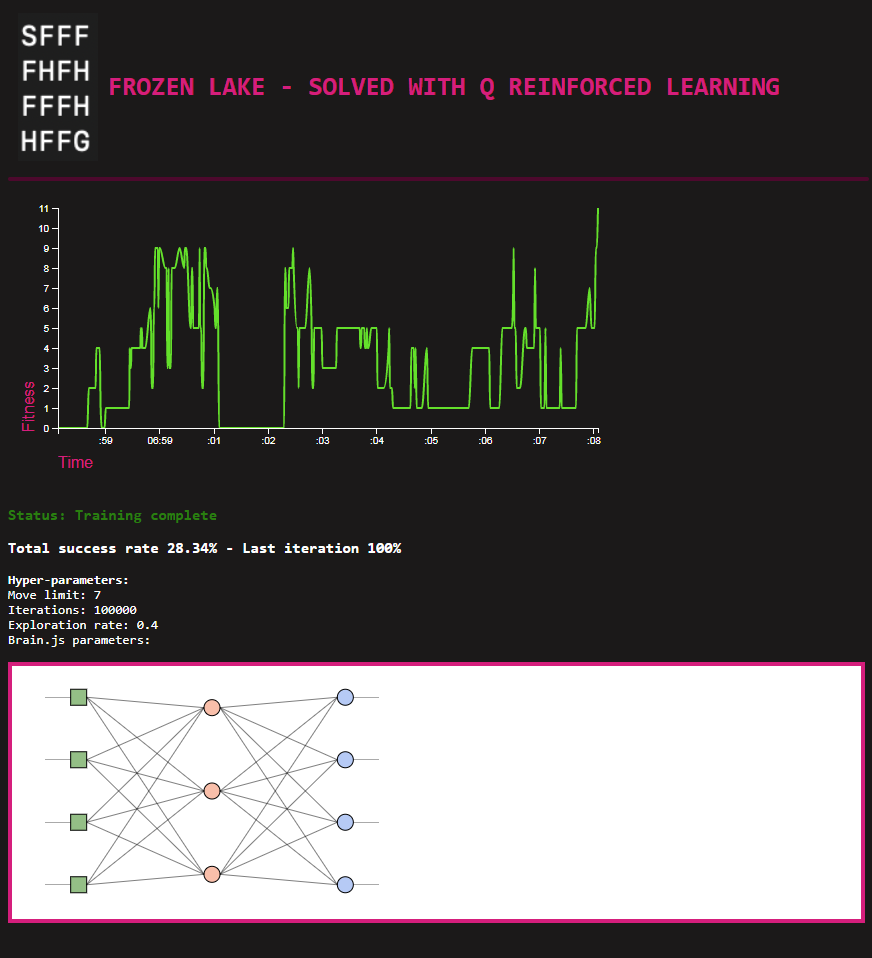 SFFF
FHFH
FFFH
HFFG
FROZEN LAKE - SOLVED WITH Q REINFORCED LEARNING
11
10
9
8
7
6
5
4
3
2
1
0
Fitness
:59 06:59 :01 :02 :03 :04 :05 :06 :07 :08
Time
Status: Training complete
Total success rate 28.34% - Last iteration 100%
Hyper-parameters:
Move limit: 7
Iterations: 100000
Exploration rate: 0.4
Brain.js parameters: